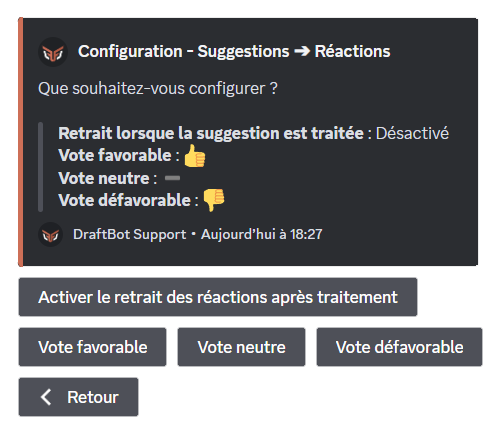 Configuration - Suggestions ➔ Réactions
Que souhaitez-vous configurer ?
Retrait lorsque la suggestion est traitée : Désactivé
Vote favorable : 👍
Vote neutre : ➖
Vote défavorable : 👎
DraftBot Support • Aujourd’hui à 18:27
Activer le retrait des réactions après traitement
Vote favorable
Vote neutre
Vote défavorable
Retour